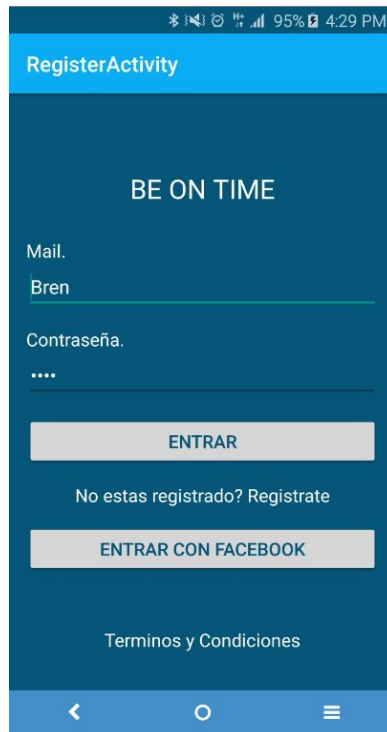 95% 4:29 PM
RegisterActivity
BE ON TIME
Mail.
Bren
Contraseña.
••••
ENTRAR
No estas registrado? Registrate
ENTRAR CON FACEBOOK
Terminos y Condiciones